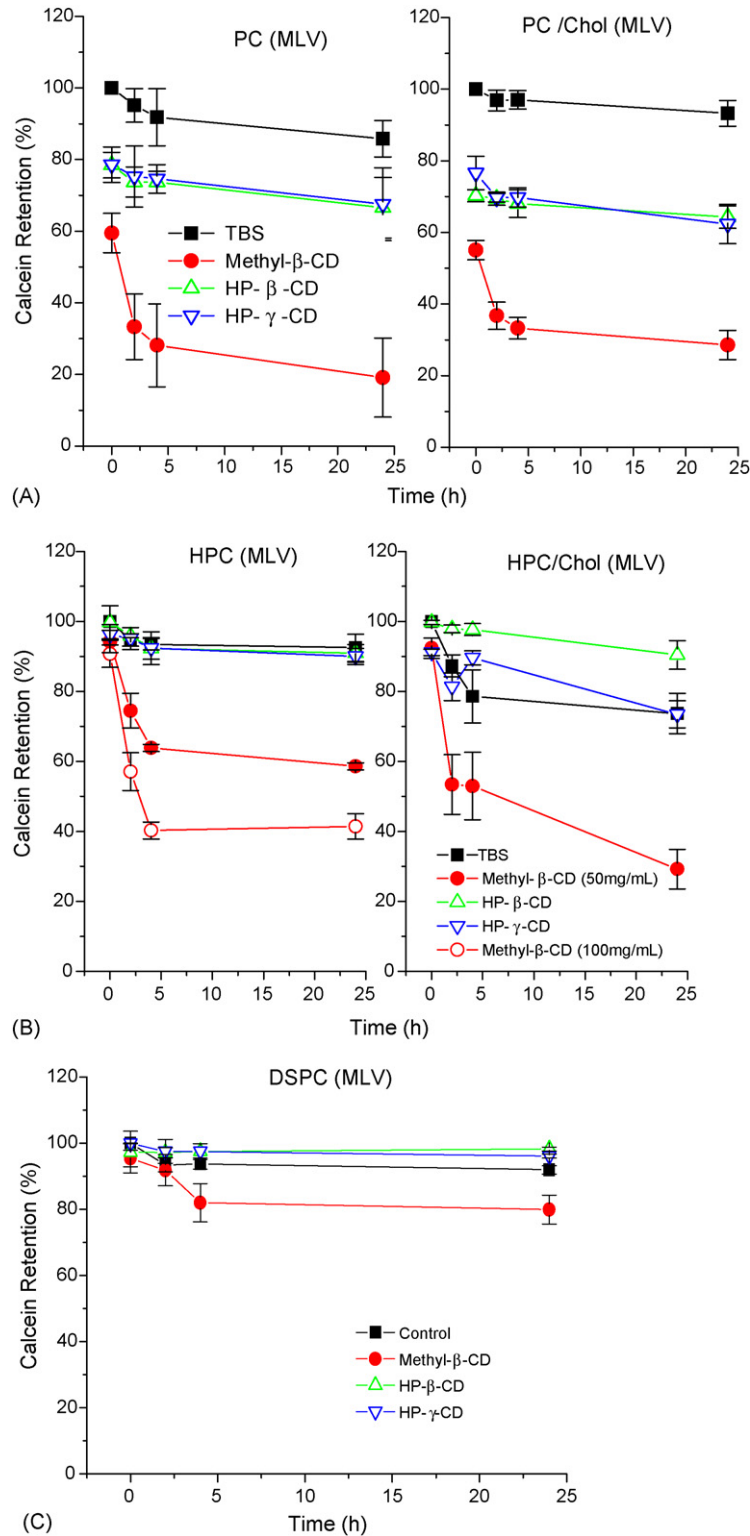 PC (MLV)
PC /Chol (MLV)
120
100
80
60
40
20
0
Calcein Retention (%)
TBS
Methyl-β-CD
HP- β -CD
HP- γ -CD
0 5 10 15 20 25
120
100
80
60
40
20
0
0 5 10 15 20 25
Time (h)
(A)
HPC (MLV)
HPC/Chol (MLV)
120
100
80
60
40
20
0
Calcein Retention (%)
0 5 10 15 20 25
120
100
80
60
40
20
0
TBS
Methyl- β-CD (50mg/mL)
HP- β-CD
HP- γ-CD
Methyl-β-CD (100mg/mL)
0 5 10 15 20 25
Time (h)
(B)
DSPC (MLV)
120
100
80
60
40
20
0
Calcein Retention (%)
Control
Methyl-β-CD
HP-β-CD
HP- γ-CD
0 5 10 15 20 25
Time (h)
(C)